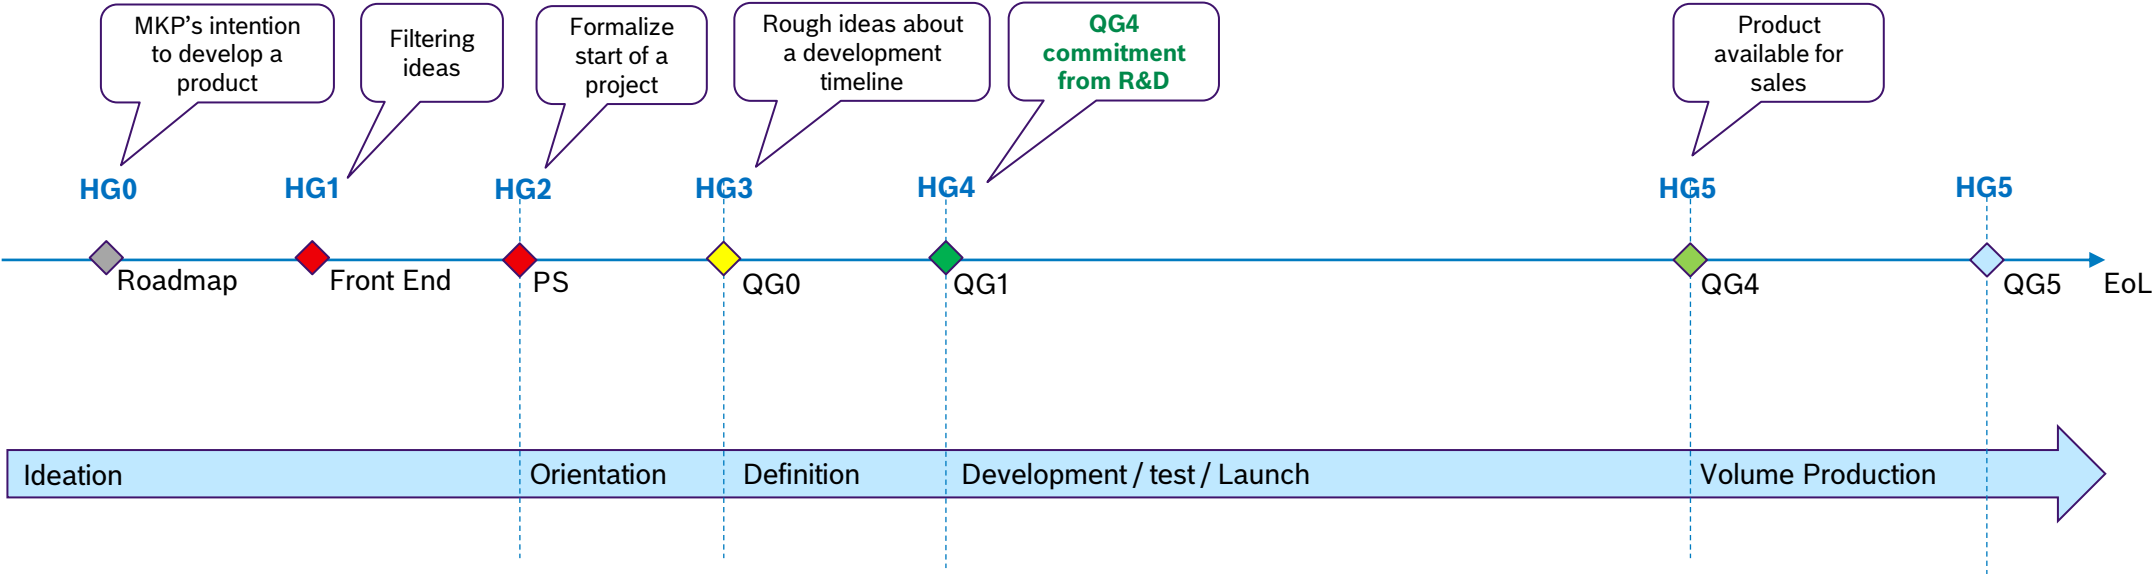 MKP’s intention
to develop a
product
Filtering
ideas
Formalize
start of a
project
Rough ideas about
a development
timeline
QG4
commitment
from R&D
Product
available for
sales
HG0
HG1
HG2
HG3
HG4
HG5
HG5
Roadmap
Front End
PS
QG0
QG1
QG4
QG5
EoL
Ideation
Orientation
Definition
Development / test / Launch
Volume Production